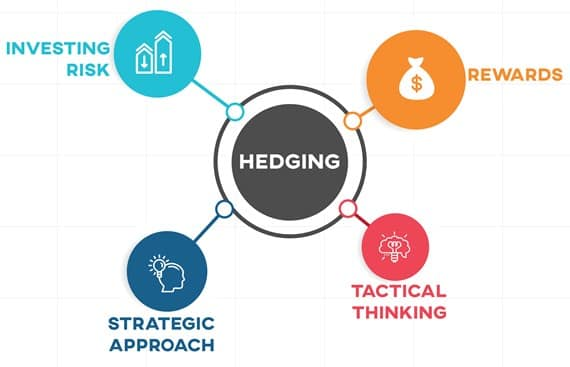 INVESTING
RISK
REWARDS
HEDGING
$
STRATEGIC
APPROACH
TACTICAL
THINKING